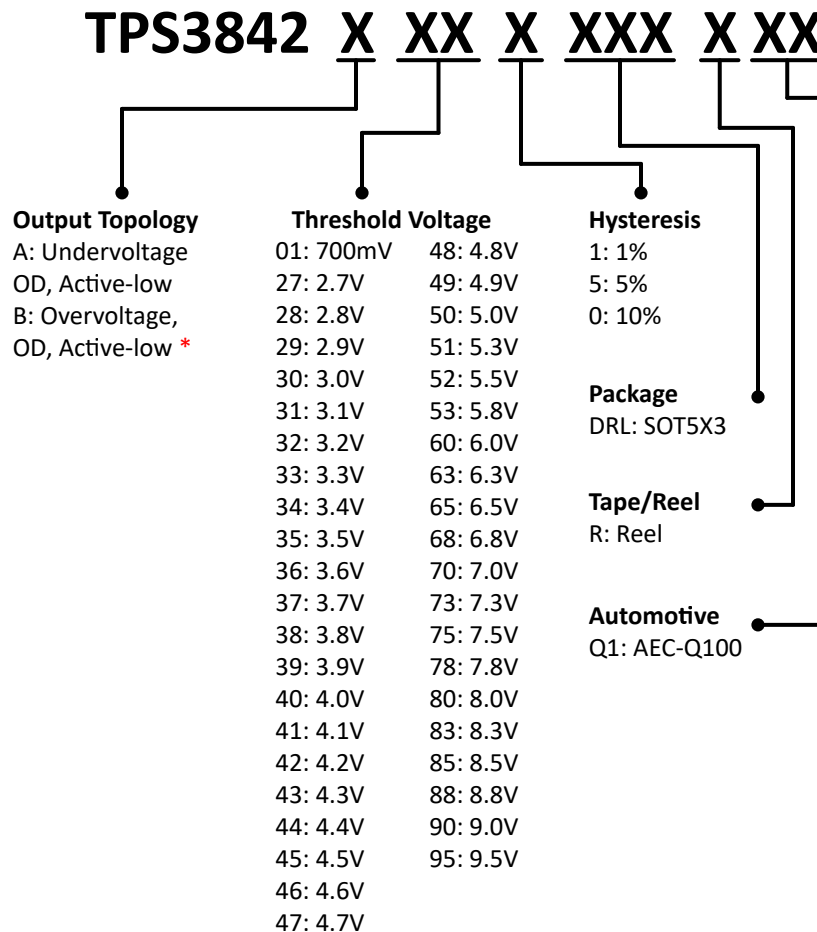 TPS3842 X XX X XXX X XX
Output Topology
A: Undervoltage
OD, Active-low
B: Overvoltage,
OD, Active-low *
Threshold Voltage
01: 700mV
27: 2.7V
28: 2.8V
29: 2.9V
30: 3.0V
31: 3.1V
32: 3.2V
33: 3.3V
34: 3.4V
35: 3.5V
36: 3.6V
37: 3.7V
38: 3.8V
39: 3.9V
40: 4.0V
41: 4.1V
42: 4.2V
43: 4.3V
44: 4.4V
45: 4.5V
46: 4.6V
47: 4.7V
48: 4.8V
49: 4.9V
50: 5.0V
51: 5.3V
52: 5.5V
53: 5.8V
60: 6.0V
63: 6.3V
65: 6.5V
68: 6.8V
70: 7.0V
73: 7.3V
75: 7.5V
78: 7.8V
80: 8.0V
83: 8.3V
85: 8.5V
88: 8.8V
90: 9.0V
95: 9.5V
Hysteresis
1: 1%
5: 5%
0: 10%
Package
DRL: SOT5X3
Tape/Reel
R: Reel
Automotive
Q1: AEC-Q100